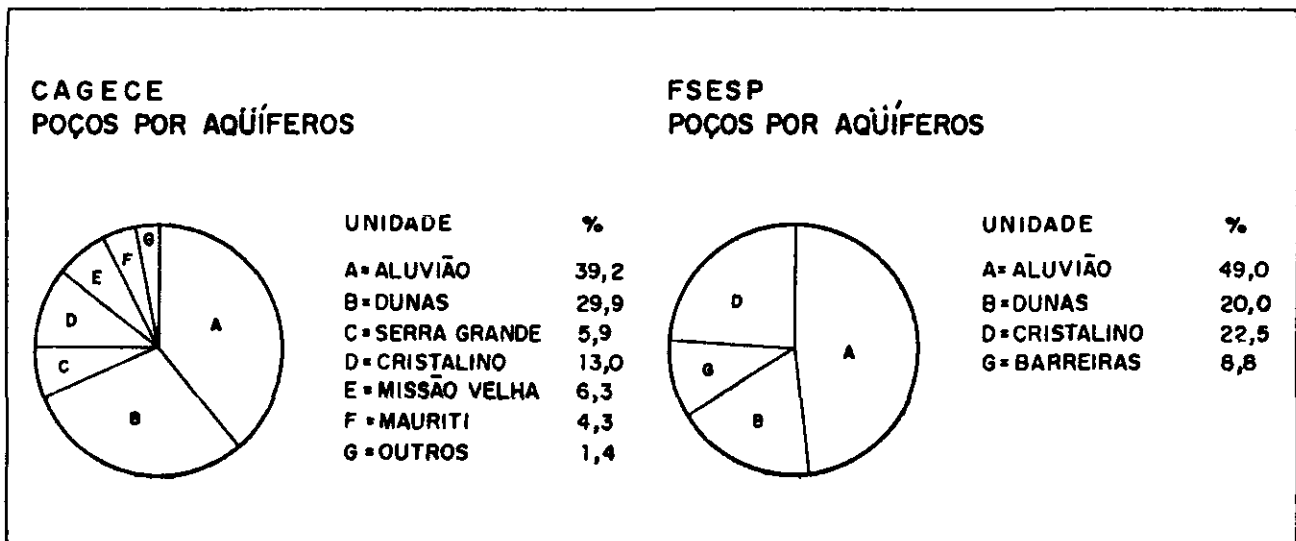 CAGECE
POÇOS POR AQÜÍFEROS
G
F
E
D
C
B
A
UNIDADE %
A=ALUVIÃO 39,2
B=DUNAS 29,9
C=SERRA GRANDE 5,9
D=CRISTALINO 13,0
E=MISSÃO VELHA 6,3
F=MAURITI 4,3
G=OUTROS 1,4
FSESP
POÇOS POR AQÜÍFEROS
D
A
G
B
UNIDADE %
A=ALUVIÃO 49,0
B=DUNAS 20,0
D=CRISTALINO 22,5
G=BARREIRAS 8,8